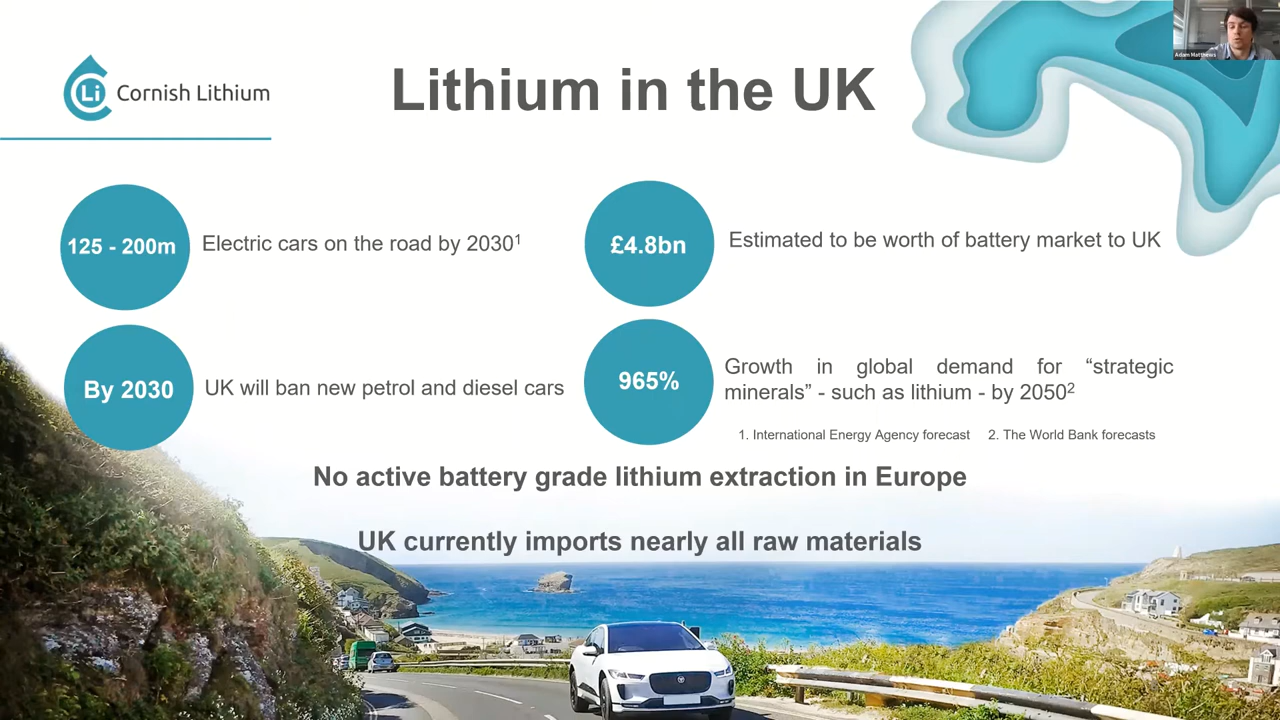 Li
Cornish Lithium
Lithium in the UK
Adam Matthews
125 - 200m
Electric cars on the road by 2030¹
£4.8bn
Estimated to be worth of battery market to UK
By 2030
UK will ban new petrol and diesel cars
965%
Growth in global demand for “strategic
minerals” - such as lithium - by 2050²
1. International Energy Agency forecast 2. The World Bank forecasts
No active battery grade lithium extraction in Europe
UK currently imports nearly all raw materials